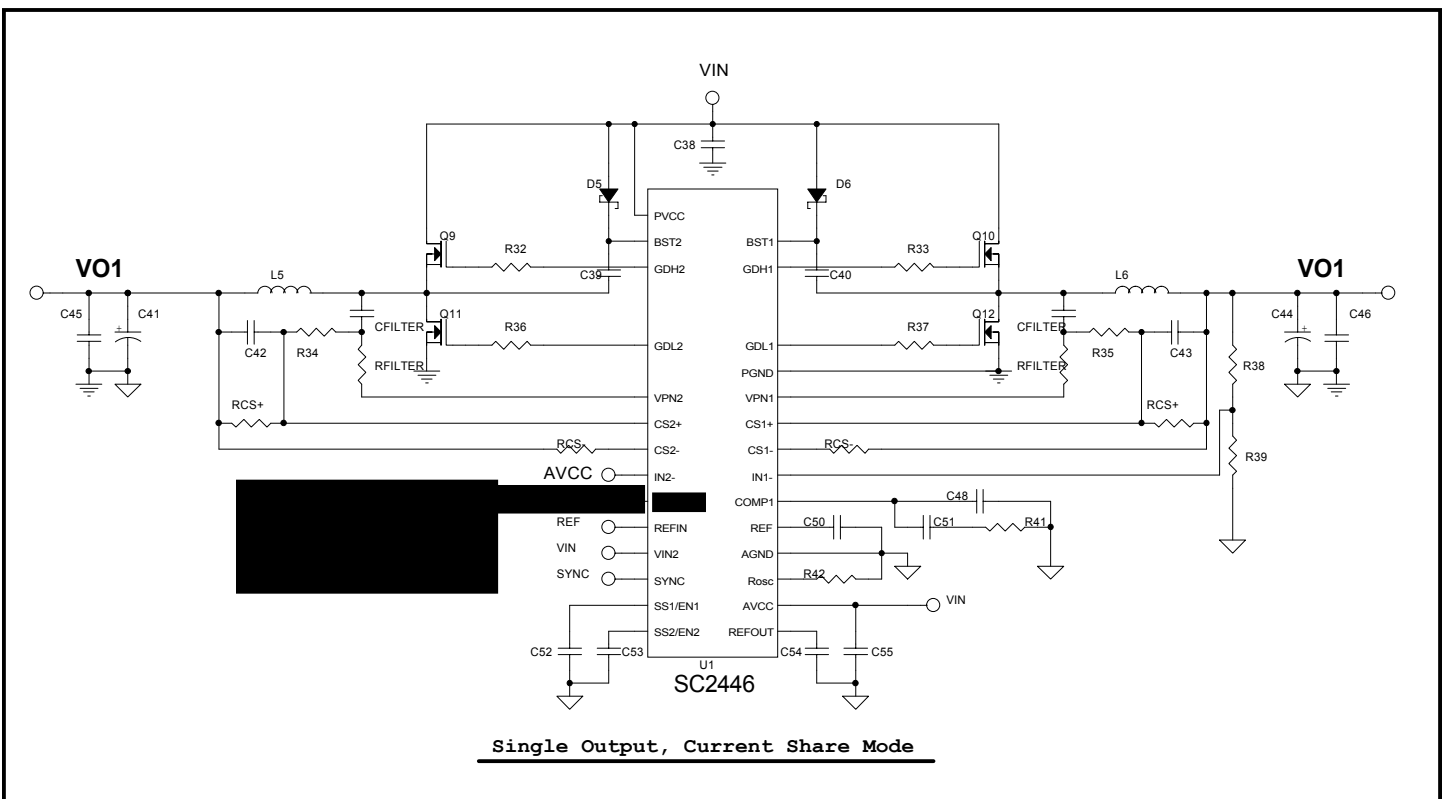 VIN
C38
D5
D6
PVCC
BST2
BST1
Q9
R32
GDH2
C39
GDH1
C40
R33
Q10
VO1
L5
L6
VO1
C45
C41
Q11
R36
GDL2
CFILTER
C42
R34
RFILTER
GDL1
R37
Q12
CFILTER
PGND
RFILTER
R35
C43
C44
C46
R38
VPN2
VPN1
RCS+
CS2+
CS1+
RCS+
RCS-
CS2-
CS1-
RCS-
R39
AVCC
IN2-
IN1-
COMP1
C48
REF
REFIN
REF
C50
C51
R41
VIN
VIN2
AGND
SYNC
SYNC
Rosc
R42
SS1/EN1
AVCC
VIN
SS2/EN2
REFOUT
C52
C53
C54
C55
U1
SC2446
Single Output, Current Share Mode